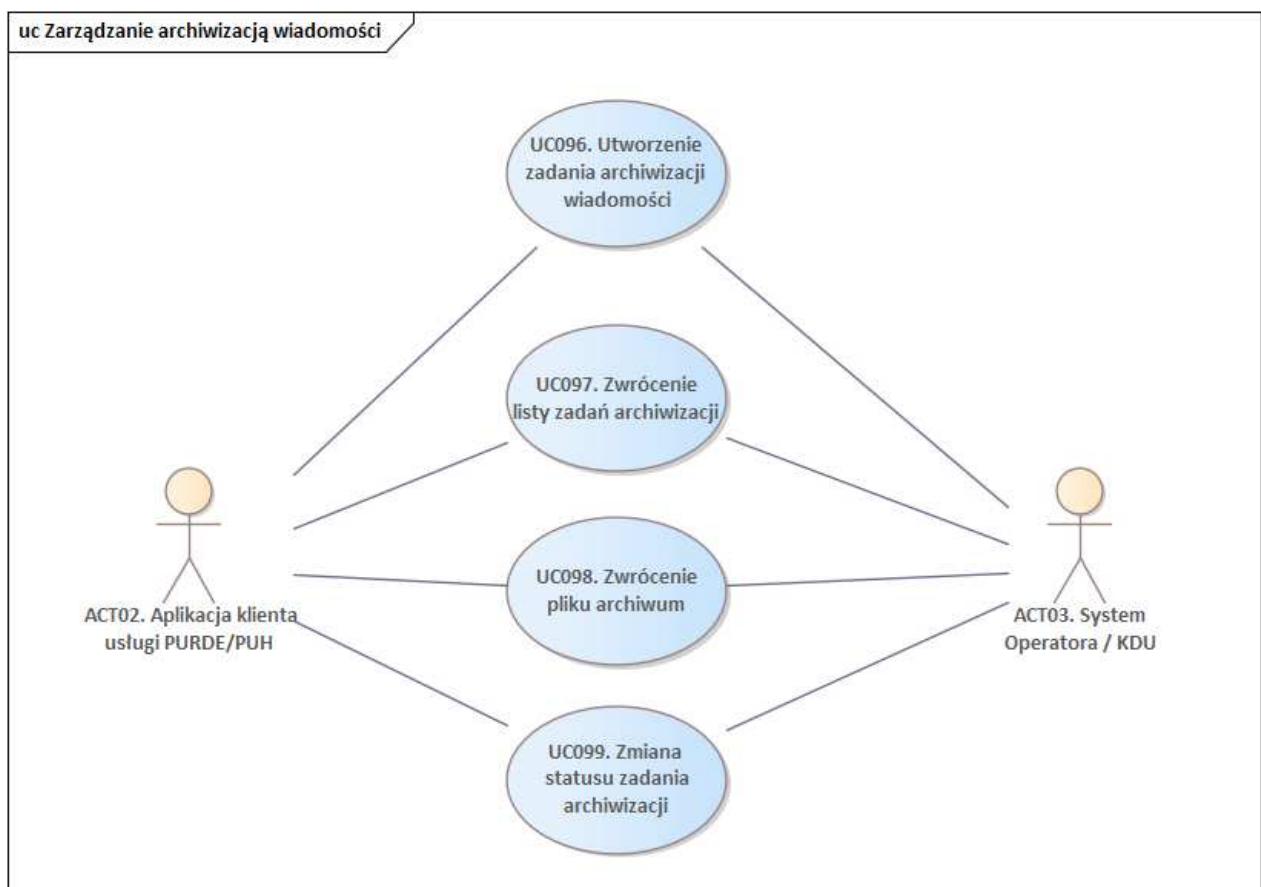 uc Zarządzanie archiwizacją wiadomości
UC096. Utworzenie
zadania archiwizacji
wiadomości
UC097. Zwrócenie
listy zadań archiwizacji
UC098. Zwrócenie
pliku archiwum
ACT02. Aplikacja klienta
usługi PURDE/PUH
ACT03. System
Operatora / KDU
UC099. Zmiana
statusu zadania
archiwizacji